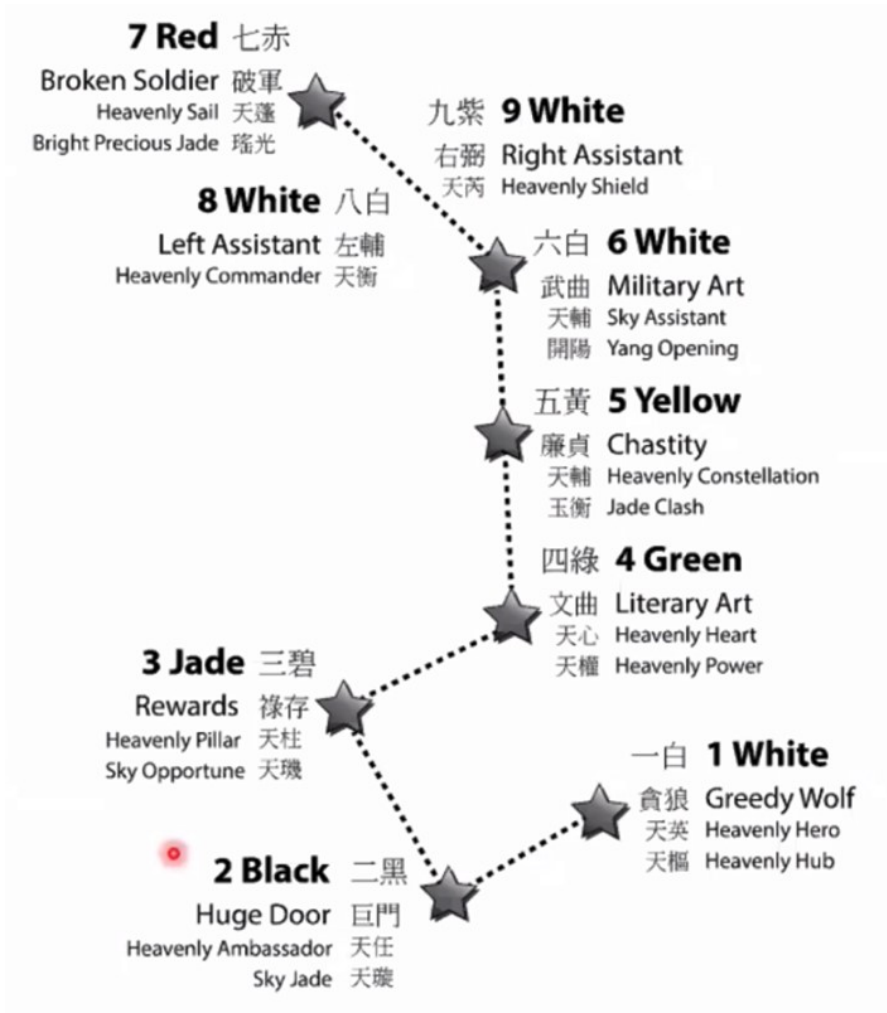 7 Red 七赤
Broken Soldier 破軍
Heavenly Sail 天蓬
Bright Precious Jade 瑤光
九紫 9 White
右弼 Right Assistant
天芮 Heavenly Shield
8 White 八白
Left Assistant 左輔
Heavenly Commander 天衝
六白 6 White
武曲 Military Art
天輔 Sky Assistant
開陽 Yang Opening
五黃 5 Yellow
廉貞 Chastity
天輔 Heavenly Constellation
玉衡 Jade Clash
四綠 4 Green
文曲 Literary Art
天心 Heavenly Heart
天權 Heavenly Power
3 Jade 三碧
Rewards 祿存
Heavenly Pillar 天柱
Sky Opportune 天璣
一白 1 White
貪狼 Greedy Wolf
天英 Heavenly Hero
天樞 Heavenly Hub
2 Black 二黑
Huge Door 巨門
Heavenly Ambassador 天任
Sky Jade 天璇